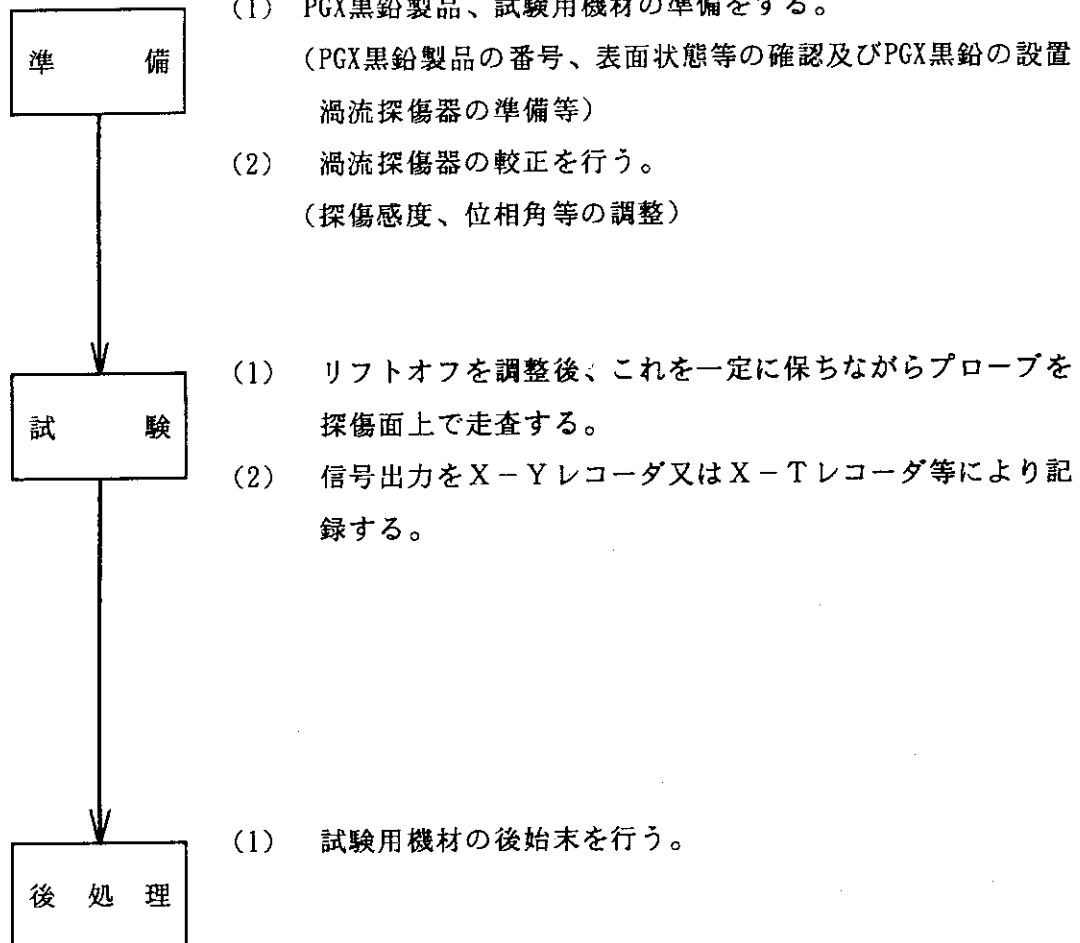 (1) PGX黒鉛製品、試験用機材の準備をする。
準 備
(PGX黒鉛製品の番号、表面状態等の確認及びPGX黒鉛の設置
渦流探傷器の準備等)
(2) 渦流探傷器の較正を行う。
(探傷感度、位相角等の調整)
試 験
(1) リフトオフを調整後、これを一定に保ちながらプローブを
探傷面上で走査する。
(2) 信号出力をX－Yレコーダ又はX－Tレコーダ等により記
録する。
後 処 理
(1) 試験用機材の後始末を行う。